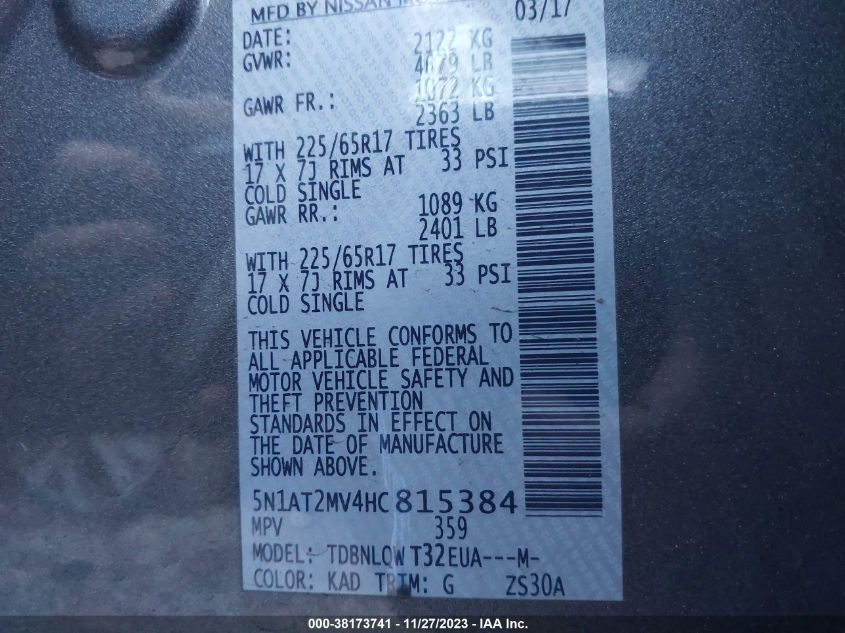 MFD BY NISSAN
DATE: 03/17
GVWR: 2122 KG
4679 LB
GAWR FR.: 1072 KG
2363 LB
WITH 225/65R17 TIRES
17 X 7J RIMS AT 33 PSI
COLD SINGLE
GAWR RR.: 1089 KG
2401 LB
WITH 225/65R17 TIRES
17 X 7J RIMS AT 33 PSI
COLD SINGLE
THIS VEHICLE CONFORMS TO
ALL APPLICABLE FEDERAL
MOTOR VEHICLE SAFETY AND
THEFT PREVENTION
STANDARDS IN EFFECT ON
THE DATE OF MANUFACTURE
SHOWN ABOVE.
5N1AT2MV4HC815384
MPV 359
MODEL: TDBNLQW T32EUA---M-
COLOR: KAD TRIM: G ZS30A
000-38173741 - 11/27/2023 - IAA Inc.